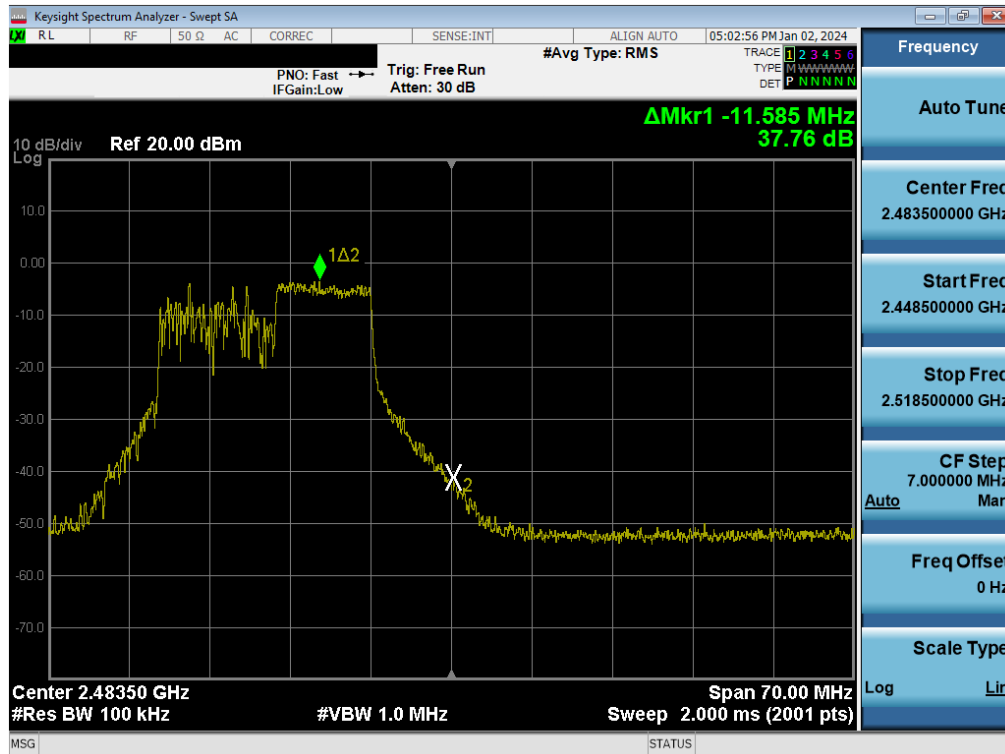 Keysight Spectrum Analyzer - Swept SA
LXI RL RF 50 Ω AC CORREC SENSE:INT ALIGN AUTO 05:02:56 PM Jan 02, 2024
#Avg Type: RMS TRACE 1 2 3 4 5 6
PNO: Fast Trig: Free Run TYPE M WWWWW
IFGain:Low Atten: 30 dB DET P N N N N N
ΔMkr1 -11.585 MHz
37.76 dB
10 dB/div Ref 20.00 dBm
Log
10.0
0.00
-10.0
-20.0
-30.0
-40.0
-50.0
-60.0
-70.0
1Δ2
2
Center 2.48350 GHz Span 70.00 MHz
#Res BW 100 kHz #VBW 1.0 MHz Sweep 2.000 ms (2001 pts)
MSG STATUS
Frequency
Auto Tune
Center Freq
2.483500000 GHz
Start Freq
2.448500000 GHz
Stop Freq
2.518500000 GHz
CF Step
7.000000 MHz
Auto Man
Freq Offset
0 Hz
Scale Type
Log Lin